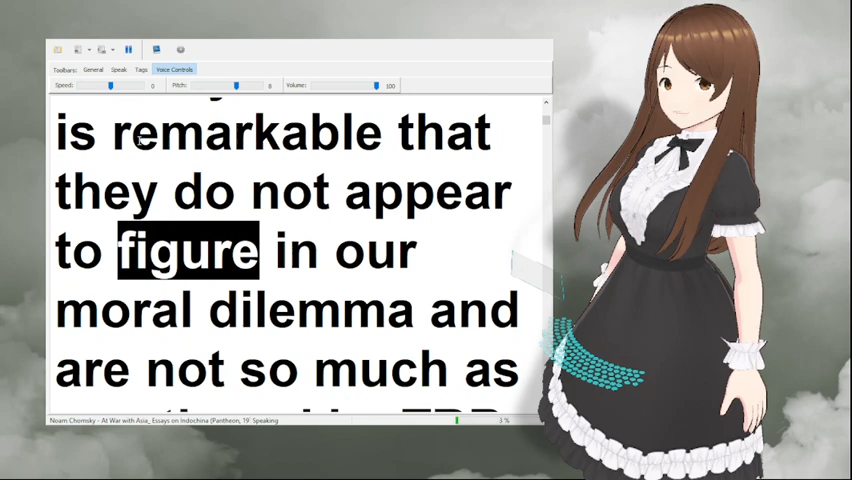 Toolbars: General Speak Tags Voice Controls
Speed: 0 Pitch: 8 Volume: 100
is remarkable that
they do not appear
to figure in our
moral dilemma and
are not so much as
Noam Chomsky - At War with Asia_ Essays on Indochina (Pantheon, 19' Speaking 3 %